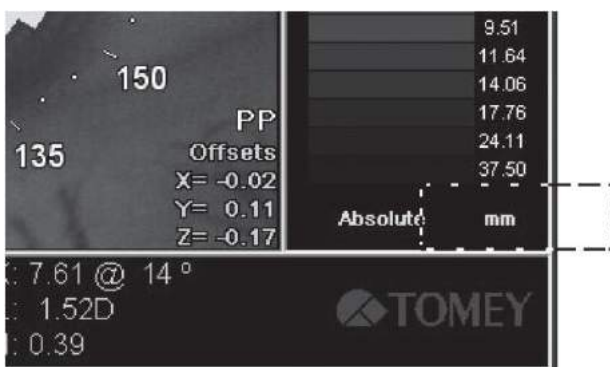 9.51
11.64
150
14.06
PP
17.76
135
Offsets
24.11
X= -0.02
37.50
Y= 0.11
Absolute mm
Z= -0.17
: 7.61 @ 14 º
: 1.52D
TOMEY
: 0.39